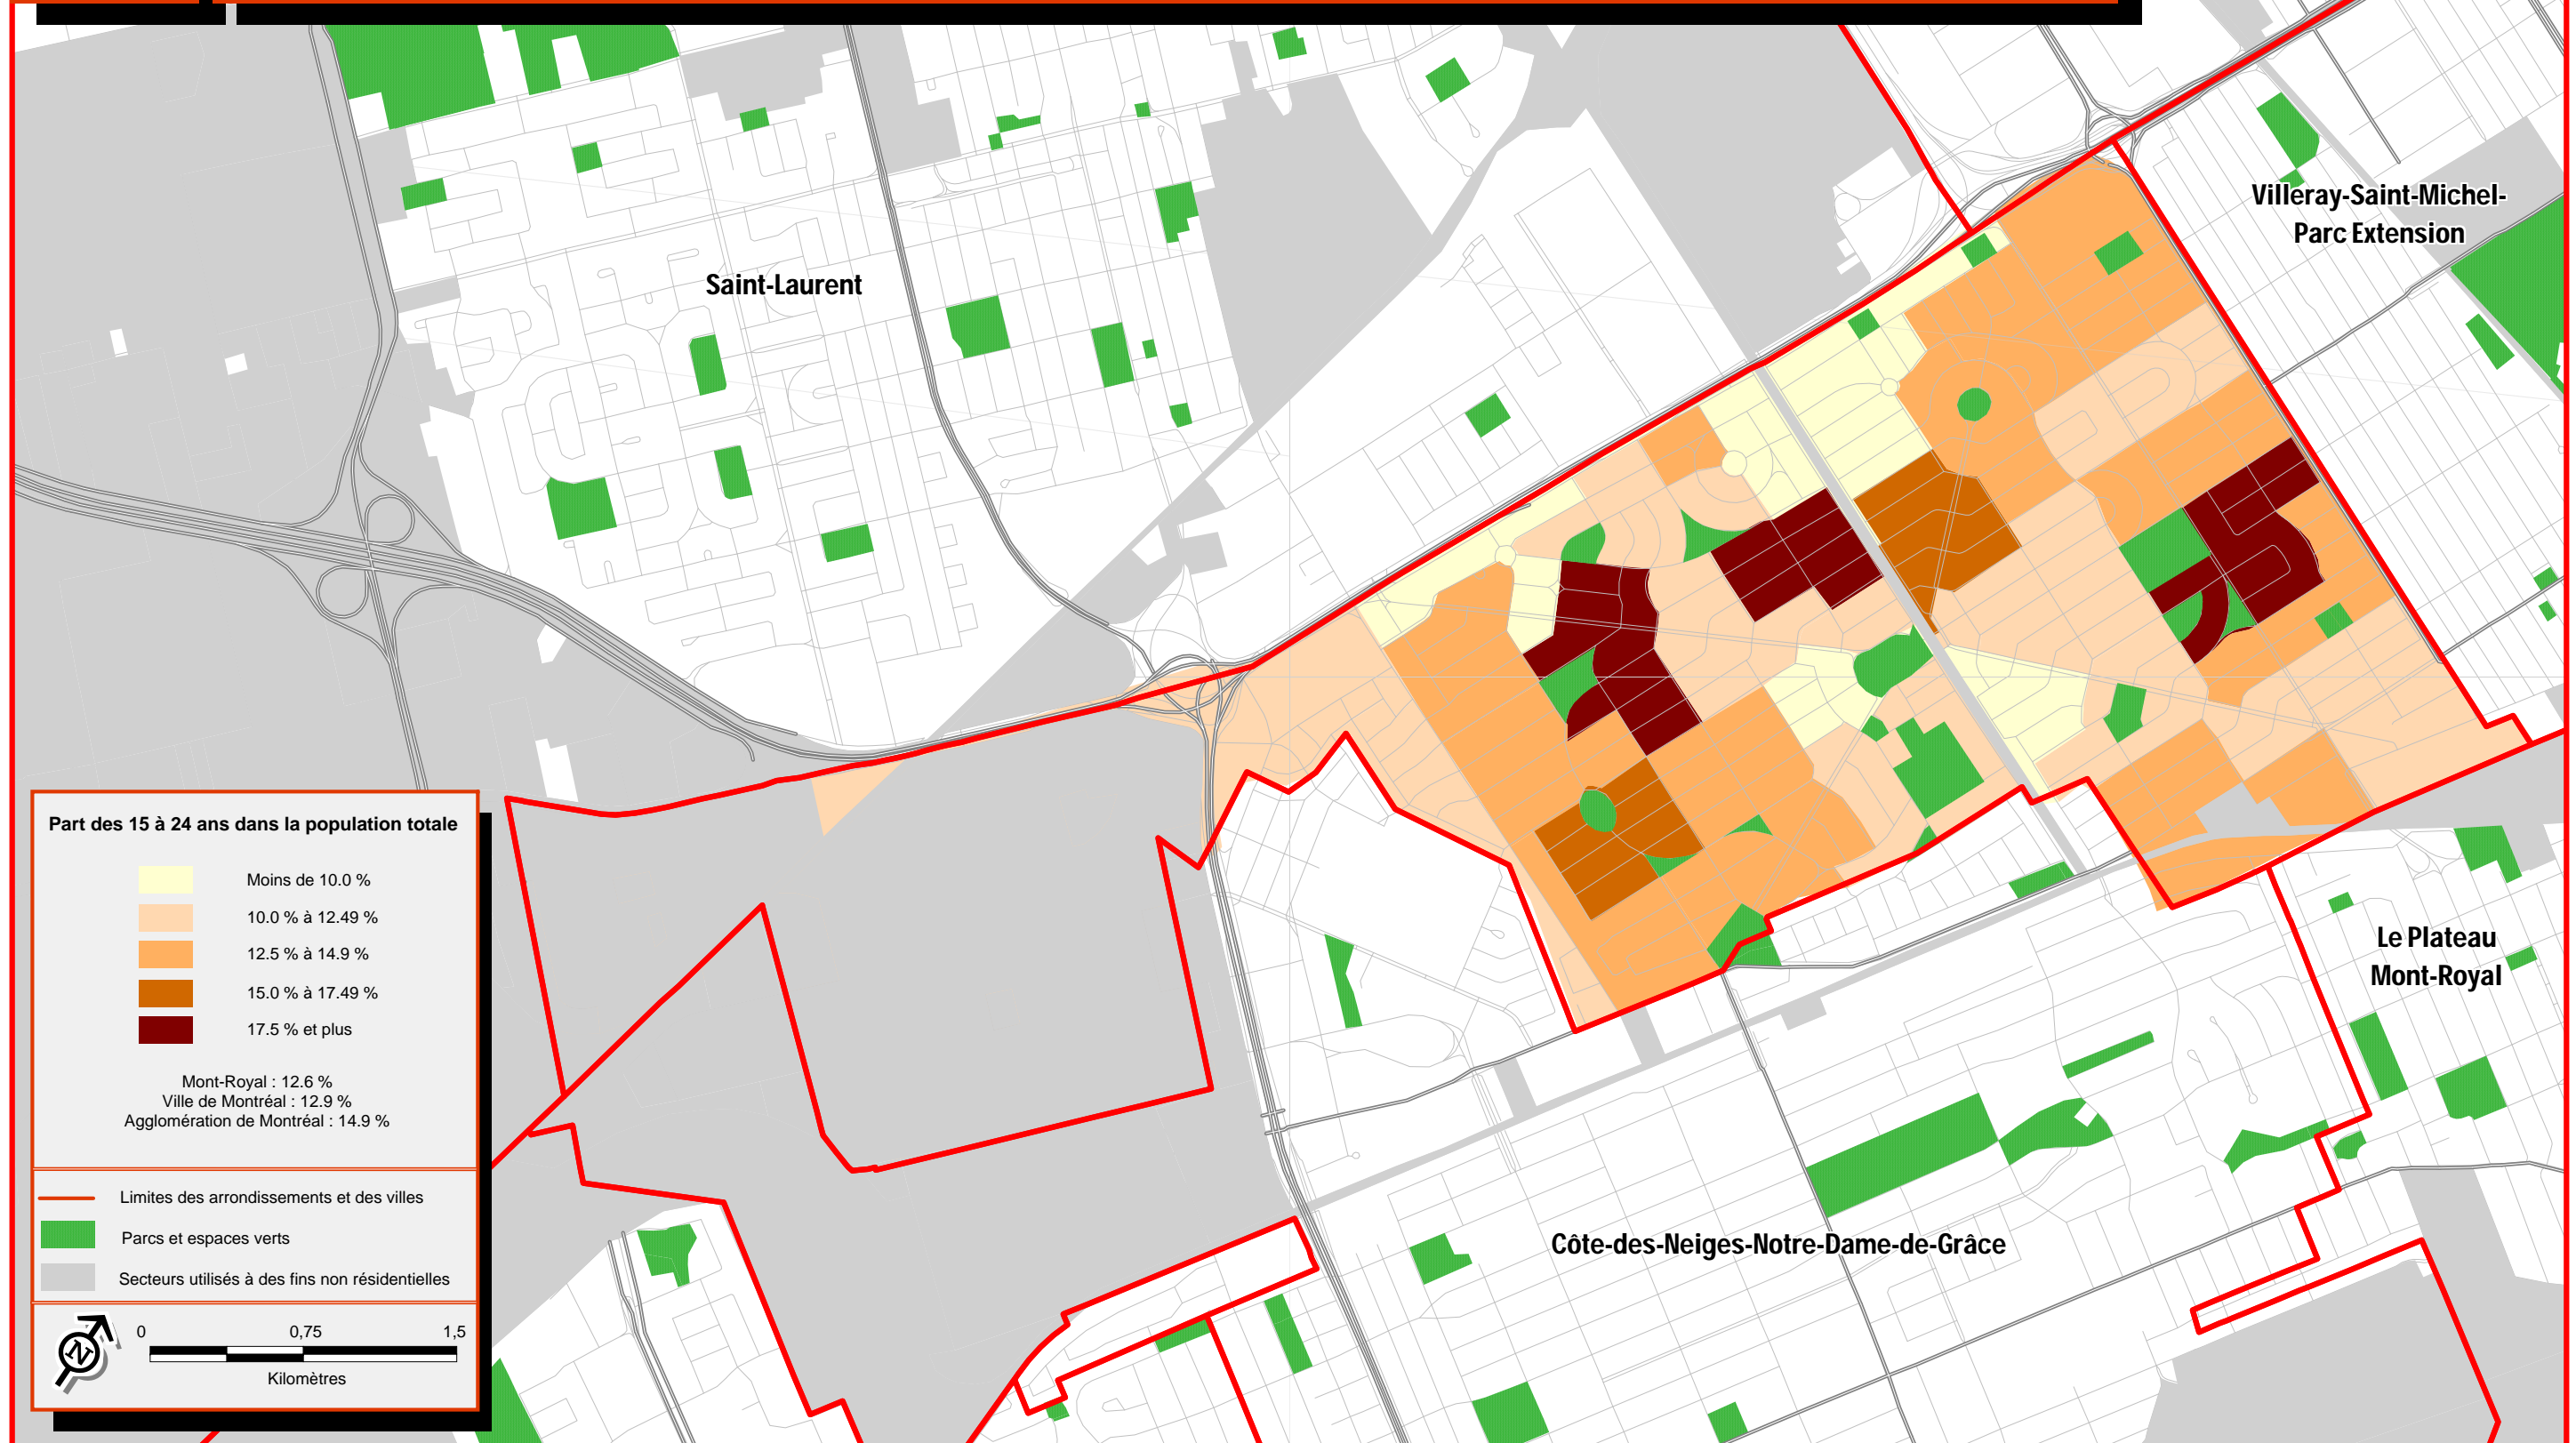 Saint-Laurent
Villeray-Saint-Michel-
Parc Extension
Le Plateau
Mont-Royal
Côte-des-Neiges-Notre-Dame-de-Grâce
Part des 15 à 24 ans dans la population totale
Moins de 10.0 %
10.0 % à 12.49 %
12.5 % à 14.9 %
15.0 % à 17.49 %
17.5 % et plus
Mont-Royal : 12.6 %
Ville de Montréal : 12.9 %
Agglomération de Montréal : 14.9 %
Limites des arrondissements et des villes
Parcs et espaces verts
Secteurs utilisés à des fins non résidentielles
N
0 0,75 1,5
Kilomètres